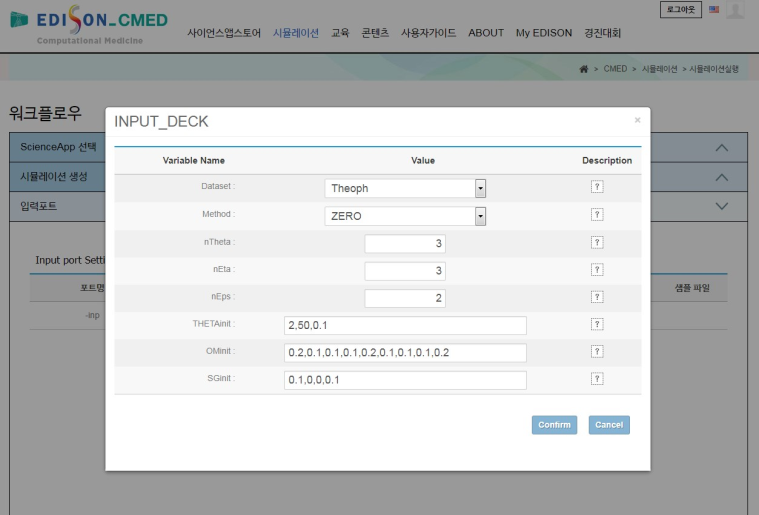 로그아웃
EDISON_CMED
Computational Medicine
사이언스앱스토어 시뮬레이션 교육 콘텐츠 사용자가이드 ABOUT My EDISON 경진대회
> CMED > 시뮬레이션 > 시뮬레이션실행
워크플로우
INPUT_DECK ×
ScienceApp 선택
Variable Name Value Description
시뮬레이션 생성
Dataset : Theoph ?
입력포트
Method : ZERO ?
nTheta : 3 ?
Input port Setti
nEta : 3 ?
포트명 샘플 파일
nEps : 2 ?
-inp
THETAinit : 2,50,0.1 ?
OMinit : 0.2,0.1,0.1,0.1,0.2,0.1,0.1,0.1,0.2 ?
SGinit : 0.1,0,0,0.1 ?
Confirm Cancel